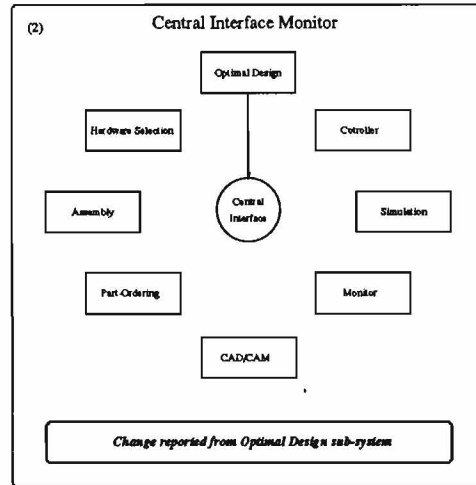 (2)
Central Interface Monitor
Optimal Design
Hardware Selection
Cotroller
Central
Interface
Assembly
Simulation
Part-Ordering
Monitor
CAD/CAM
Change reported from Optimal Design sub-system